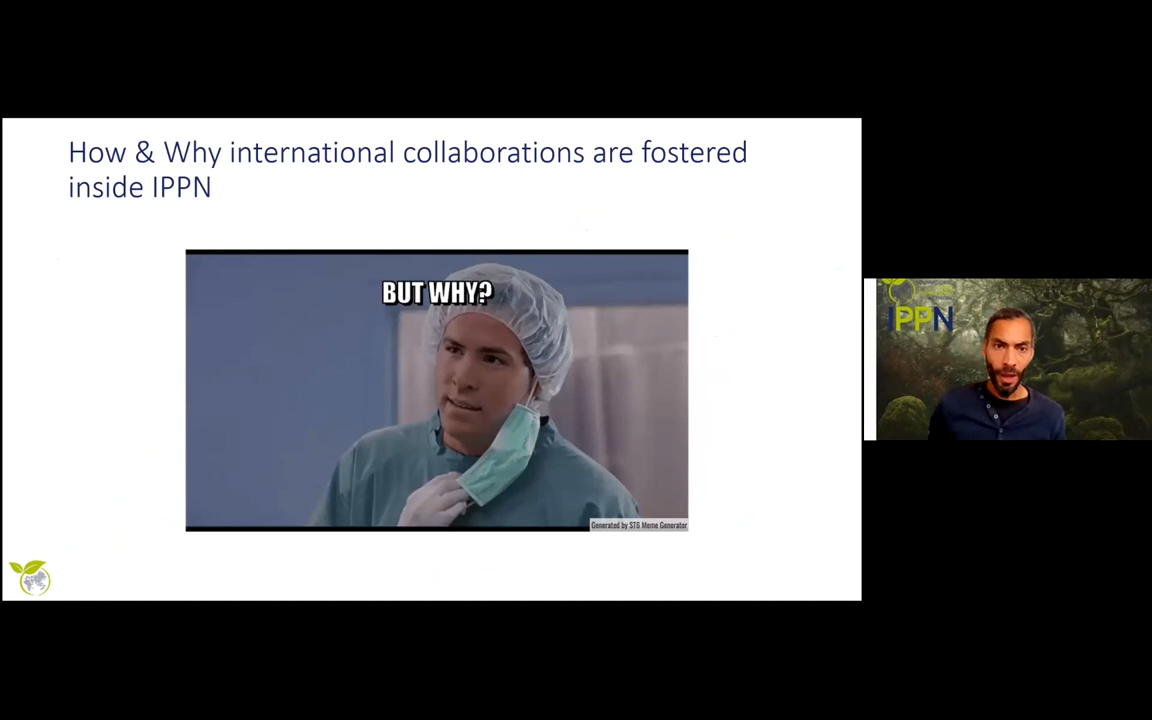 How & Why international collaborations are fostered
inside IPPN
BUT WHY?
Generated by STG Meme Generator
IPPN